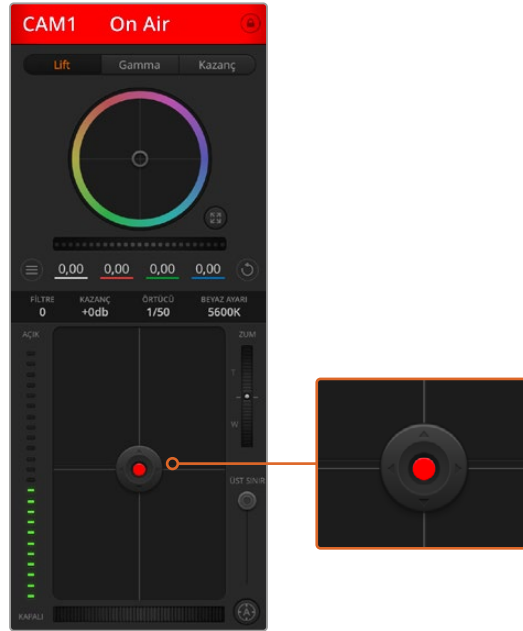 CAM1 On Air
Lift Gamma Kazanç
0,00 0,00 0,00 0,00
FİLTRE KAZANÇ ÖRTÜCÜ BEYAZ AYARI
0 +0db 1/50 5600K
AÇIK ZUM
T
W
ÜST SINIR
KAPALI A